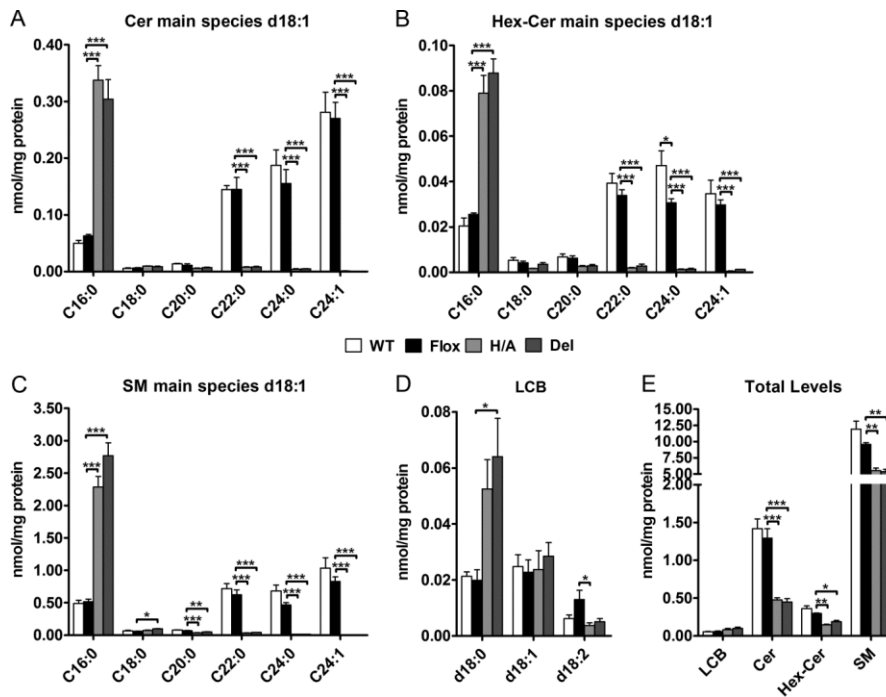 A
Cer main species d18:1
nmol/mg protein
0.40
0.30
0.20
0.10
0.00
***
***
***
***
***
***
***
***
C16:0
C18:0
C20:0
C22:0
C24:0
C24:1
B
Hex-Cer main species d18:1
nmol/mg protein
0.10
0.08
0.06
0.04
0.02
0.00
***
***
***
***
*
***
***
***
***
C16:0
C18:0
C20:0
C22:0
C24:0
C24:1
WT Flox H/A Del
C
SM main species d18:1
nmol/mg protein
3.50
3.00
2.50
2.00
1.50
1.00
0.50
0.00
***
***
*
**
***
***
***
***
***
***
***
C16:0
C18:0
C20:0
C22:0
C24:0
C24:1
D
LCB
nmol/mg protein
0.08
0.06
0.04
0.02
0.00
*
*
d18:0
d18:1
d18:2
E
Total Levels
nmol/mg protein
15.00
12.50
10.00
7.50
5.00
2.00
1.50
1.00
0.50
0.00
***
***
*
**
**
**
LCB
Cer
Hex-Cer
SM